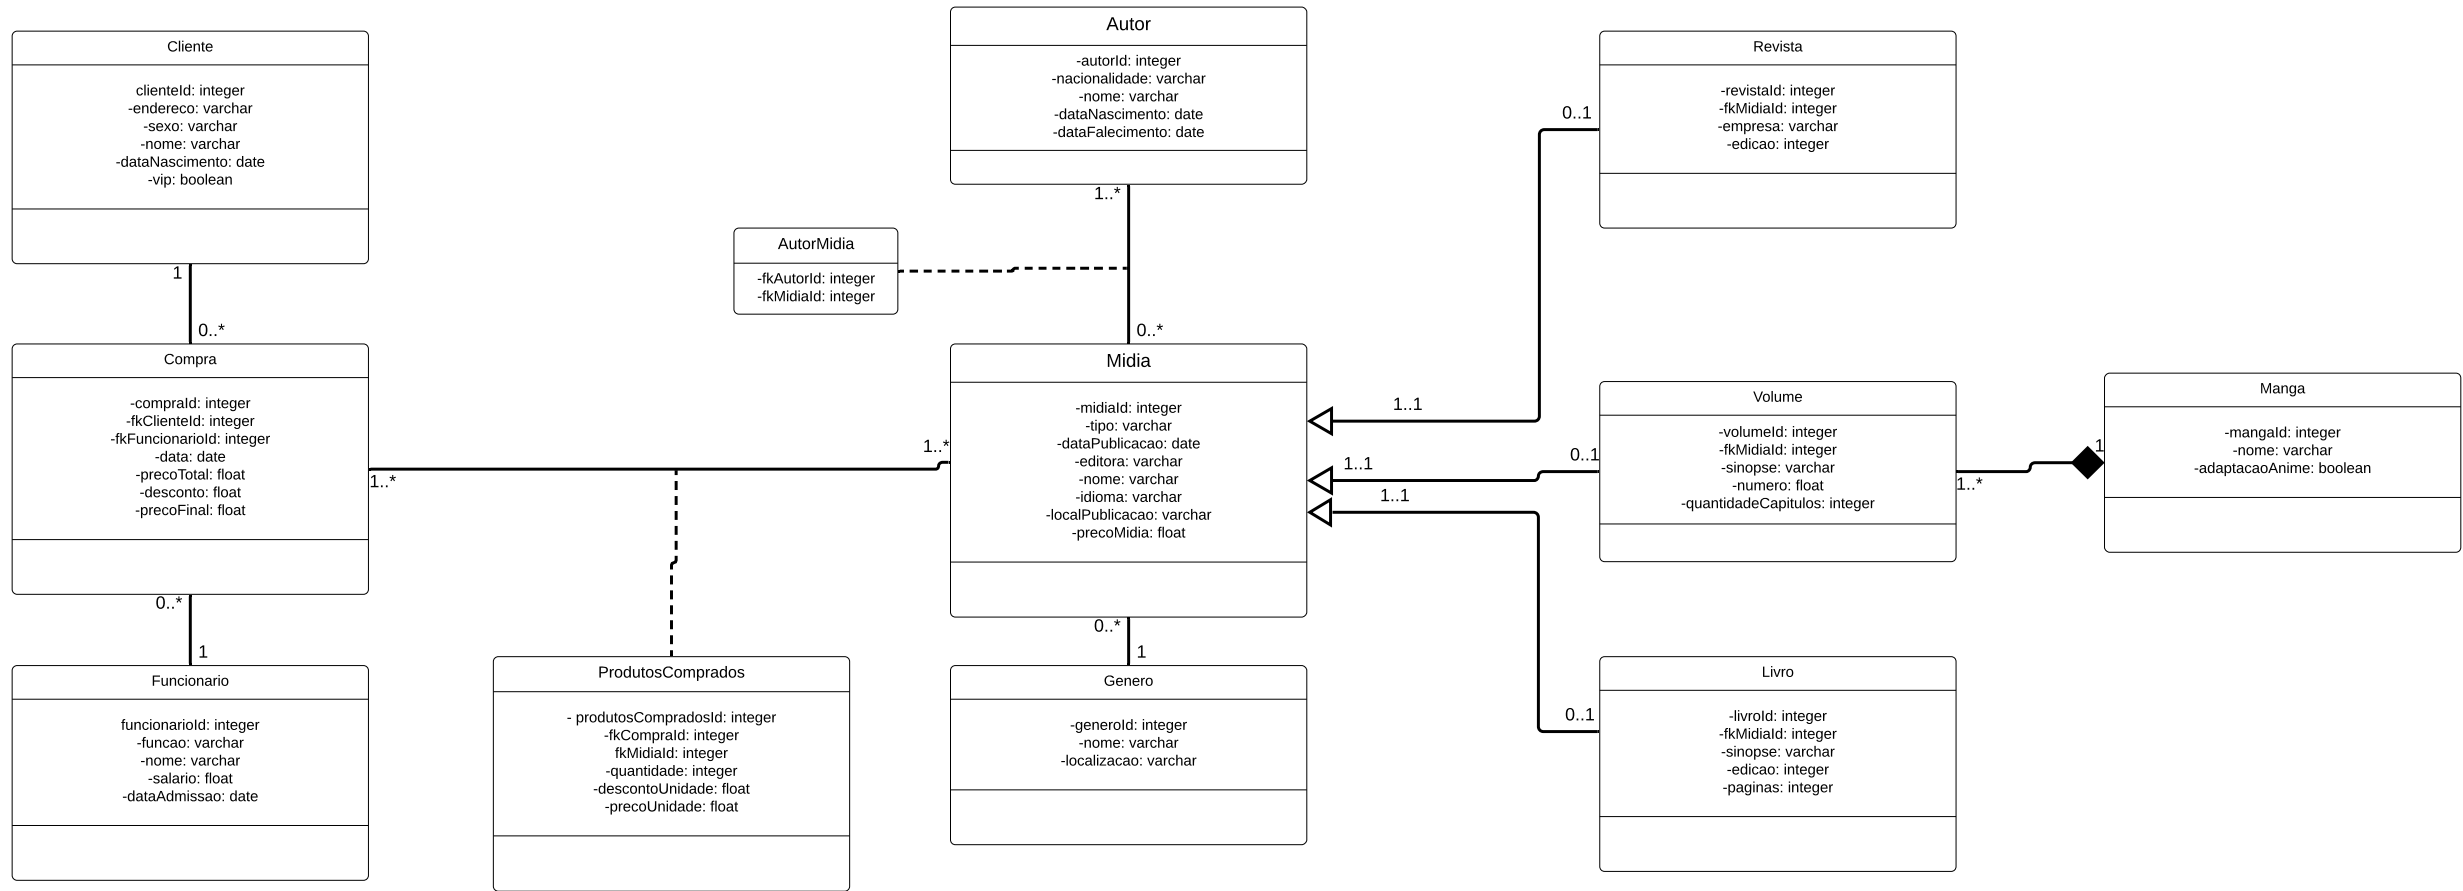 Cliente
clienteId: integer
-endereco: varchar
-sexo: varchar
-nome: varchar
-dataNascimento: date
-vip: boolean
1
0..*
Compra
-compraId: integer
-fkClienteId: integer
-fkFuncionarioId: integer
-data: date
-precoTotal: float
-desconto: float
-precoFinal: float
1..*
0..*
1
Funcionario
funcionarioId: integer
-funcao: varchar
-nome: varchar
-salario: float
-dataAdmissao: date
ProdutosComprados
- produtosCompradosId: integer
-fkCompraId: integer
fkMidiaId: integer
-quantidade: integer
-descontoUnidade: float
-precoUnidade: float
Autor
-autorId: integer
-nacionalidade: varchar
-nome: varchar
-dataNascimento: date
-dataFalecimento: date
1..*
AutorMidia
-fkAutorId: integer
-fkMidiaId: integer
0..*
Midia
-midiaId: integer
-tipo: varchar
-dataPublicacao: date
-editora: varchar
-nome: varchar
-idioma: varchar
-localPublicacao: varchar
-precoMidia: float
1..*
0..*
1
Genero
-generoId: integer
-nome: varchar
-localizacao: varchar
1..1
1..1
1..1
0..1
Revista
-revistaId: integer
-fkMidiaId: integer
-empresa: varchar
-edicao: integer
0..1
Volume
-volumeId: integer
-fkMidiaId: integer
-sinopse: varchar
-numero: float
-quantidadeCapitulos: integer
1..*
1
Manga
-mangaId: integer
-nome: varchar
-adaptacaoAnime: boolean
0..1
Livro
-livroId: integer
-fkMidiaId: integer
-sinopse: varchar
-edicao: integer
-paginas: integer